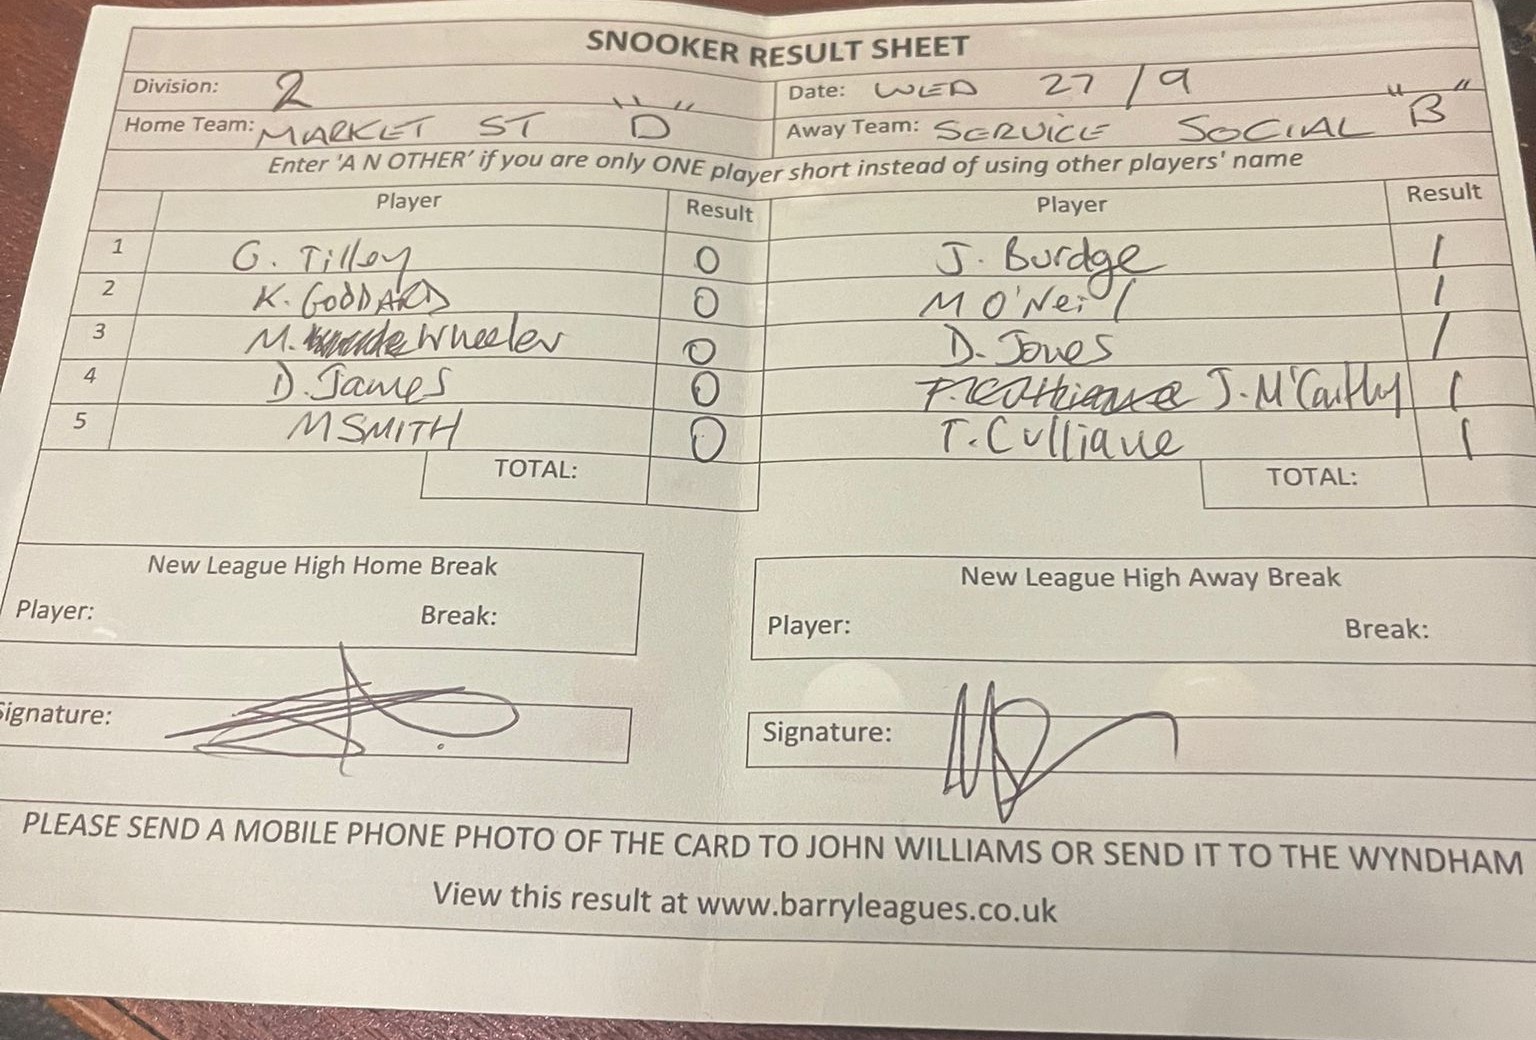 SNOOKER RESULT SHEET
Division: 2 Date: WED 27/9
Home Team: MARKET ST "D" Away Team: SERVICE SOCIAL "B"
Enter 'A N OTHER' if you are only ONE player short instead of using other players' name
Player Result Player Result
1 G. Tilley 0 J. Burdge 1
2 K. GODDARD 0 M O'Neil 1
3 M. Wheeler 0 D. Jones 1
4 D. James 0 J. McCarthy 1
5 M SMITH 0 T. Culliane 1
TOTAL: TOTAL:
New League High Home Break New League High Away Break
Player: Break: Player: Break:
Signature: Signature:
PLEASE SEND A MOBILE PHONE PHOTO OF THE CARD TO JOHN WILLIAMS OR SEND IT TO THE WYNDHAM
View this result at www.barryleagues.co.uk